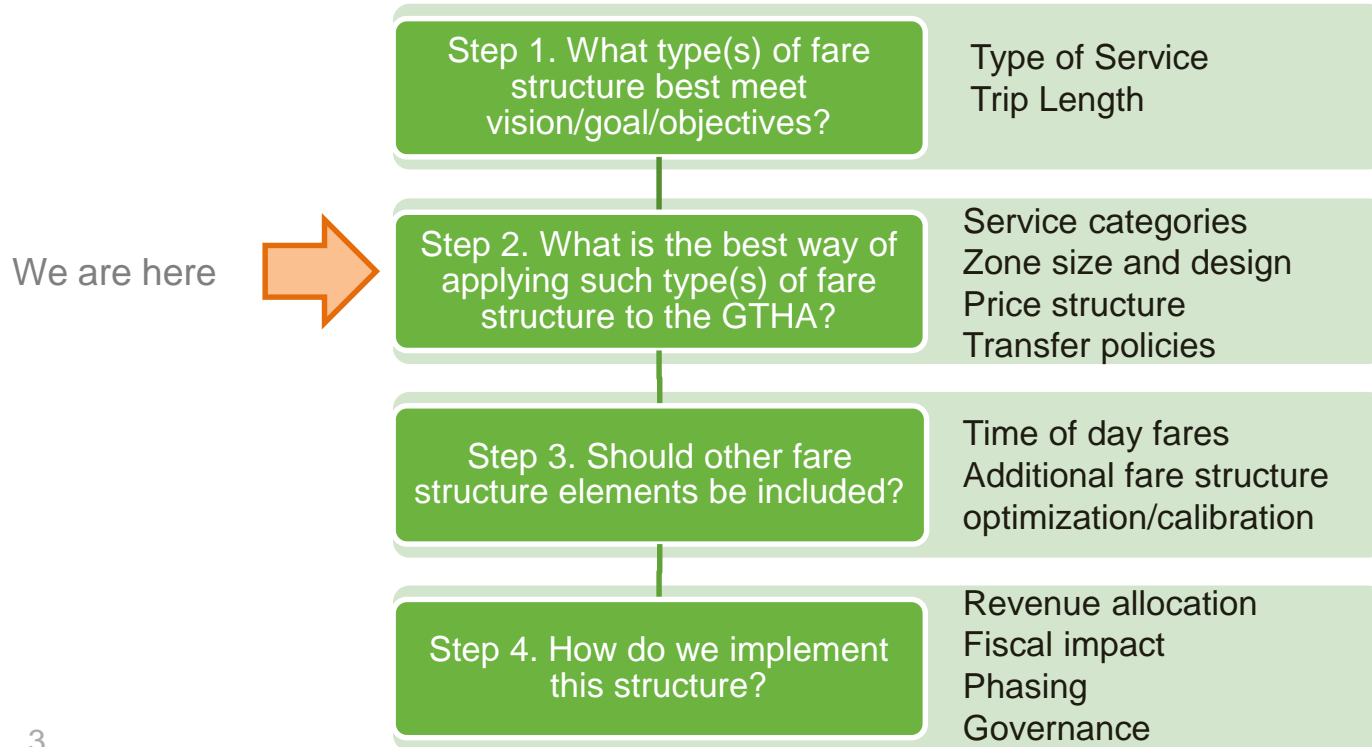 Step 1. What type(s) of fare
structure best meet
vision/goal/objectives?
Type of Service
Trip Length
We are here
Step 2. What is the best way of
applying such type(s) of fare
structure to the GTHA?
Service categories
Zone size and design
Price structure
Transfer policies
Step 3. Should other fare
structure elements be included?
Time of day fares
Additional fare structure
optimization/calibration
Step 4. How do we implement
this structure?
Revenue allocation
Fiscal impact
Phasing
Governance
3